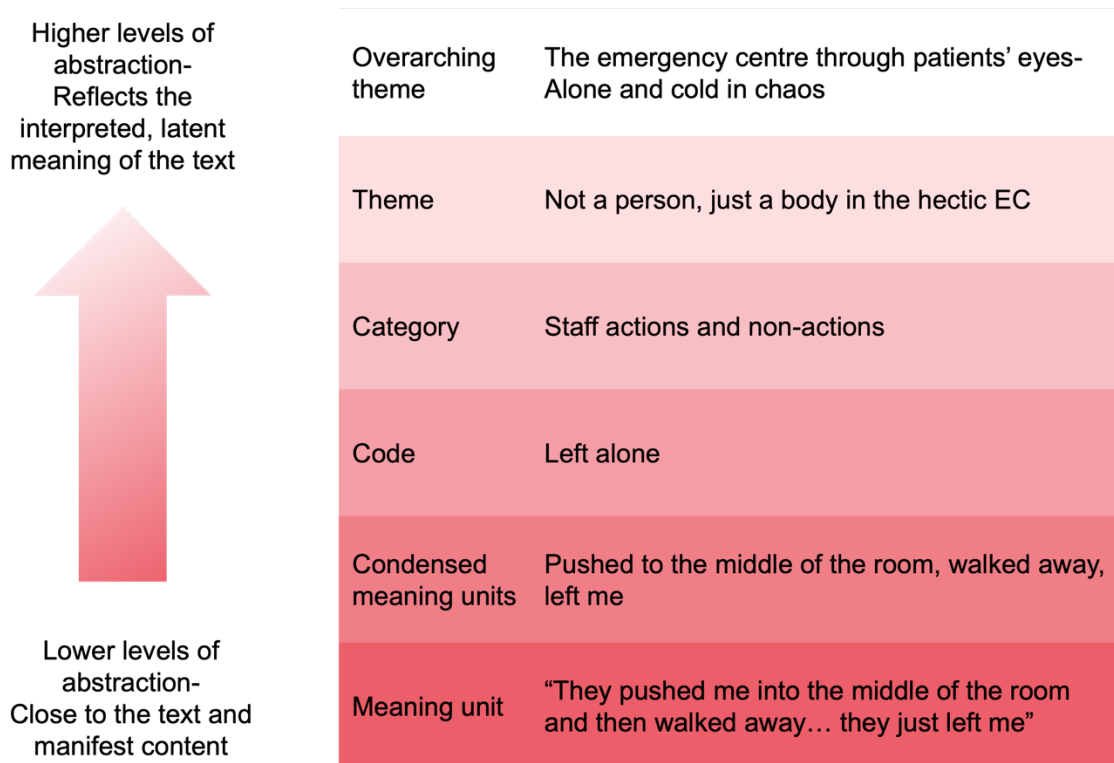 Higher levels of
abstraction-
Reflects the
interpreted, latent
meaning of the text
Lower levels of
abstraction-
Close to the text and
manifest content
Overarching
theme
The emergency centre through patients’ eyes-
Alone and cold in chaos
Theme
Not a person, just a body in the hectic EC
Category
Staff actions and non-actions
Code
Left alone
Condensed
meaning units
Pushed to the middle of the room, walked away,
left me
Meaning unit
“They pushed me into the middle of the room
and then walked away… they just left me”